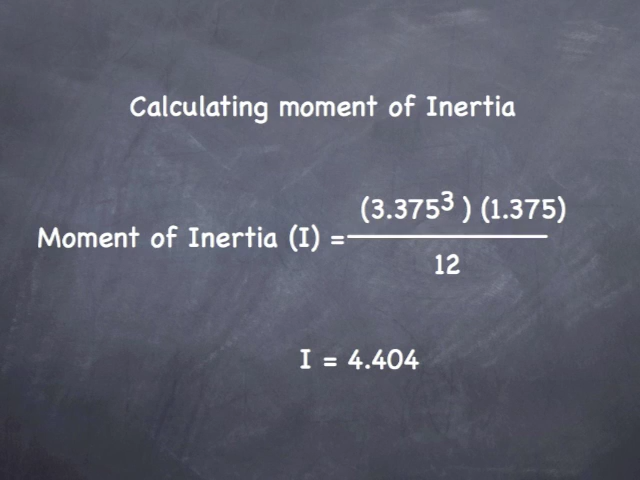 Calculating moment of Inertia
(3.375³ ) (1.375)
Moment of Inertia (I) =
12
I = 4.404